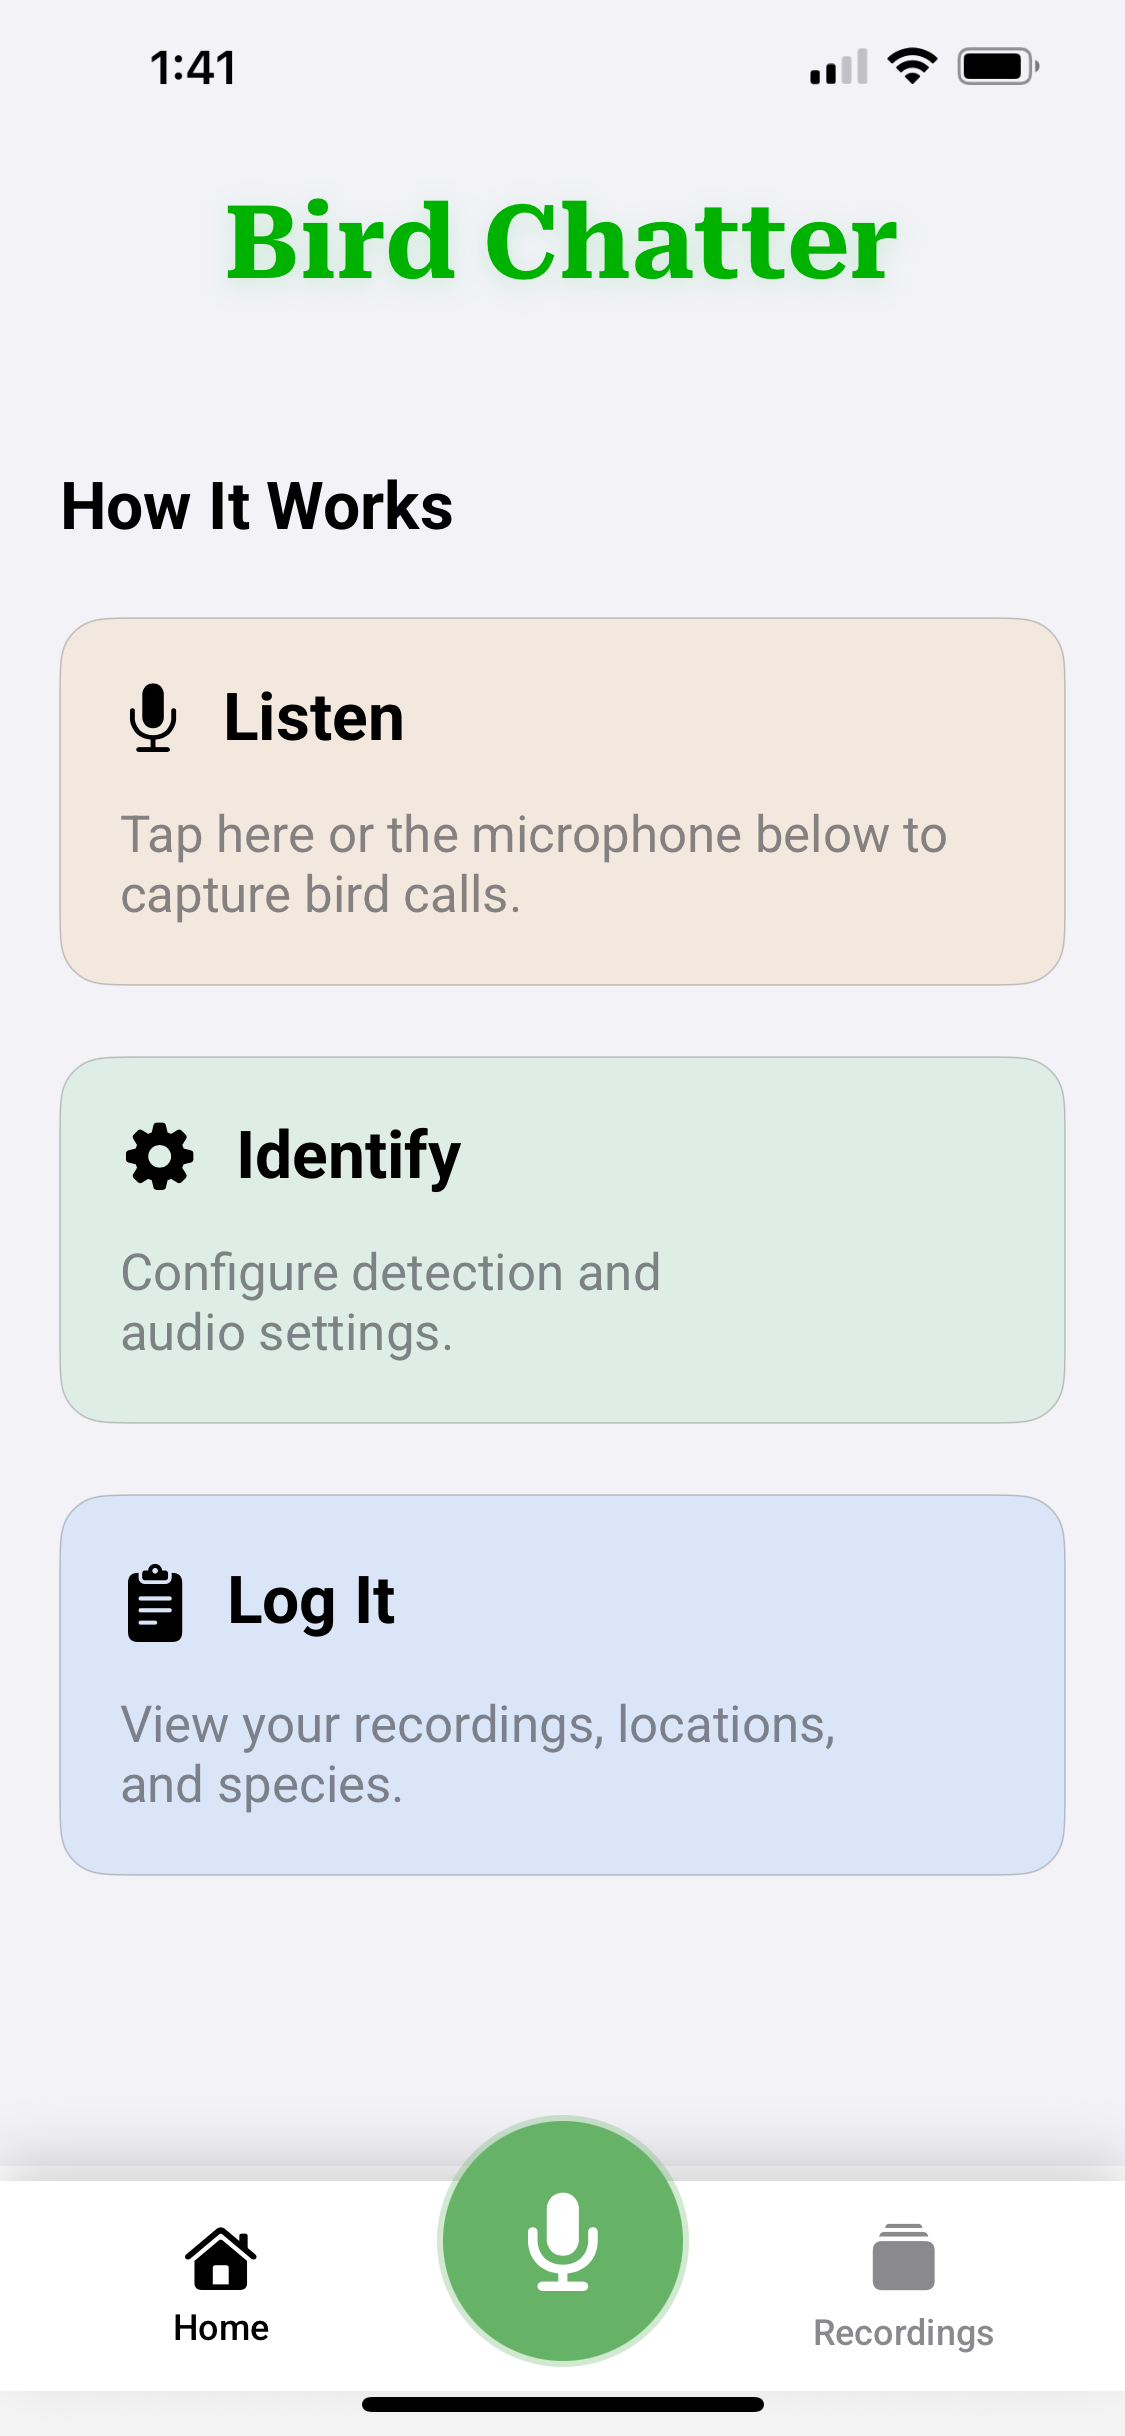 1:41
Bird Chatter
How It Works
Listen
Tap here or the microphone below to
capture bird calls.
Identify
Configure detection and
audio settings.
Log It
View your recordings, locations,
and species.
Home
Recordings